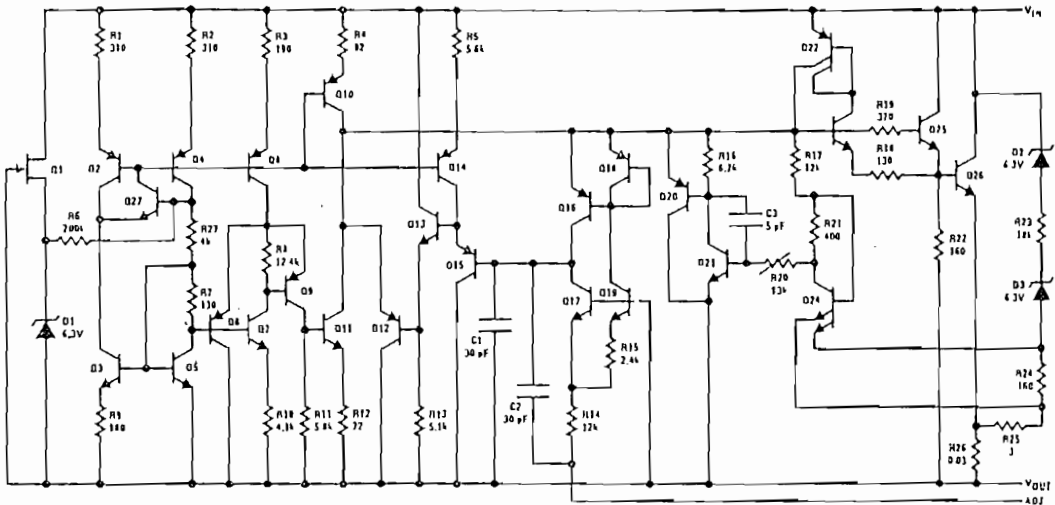 R1
310
R2
310
R3
190
R4
82
R5
5.6k
VIN
Q22
Q10
R19
370
Q25
R18
130
Q1
Q2
Q4
Q14
R16
6.2k
R17
12k
Q26
D2
6.3V
Q27
Q16
Q20
R6
200k
R27
4k
Q13
C3
5 pF
R21
400
R22
160
R23
18k
R8
12.4k
Q15
Q21
R20
13k
R7
130
Q9
D3
6.3V
D1
6.3V
Q11
Q12
C1
30 pF
Q17
Q19
Q24
Q3
Q5
R15
2.4k
R24
160
C2
30 pF
R9
180
R10
4.1k
R11
5.8k
R12
72
R13
5.1k
R14
12k
R25
3
R26
0.03
VOUT
ADJ